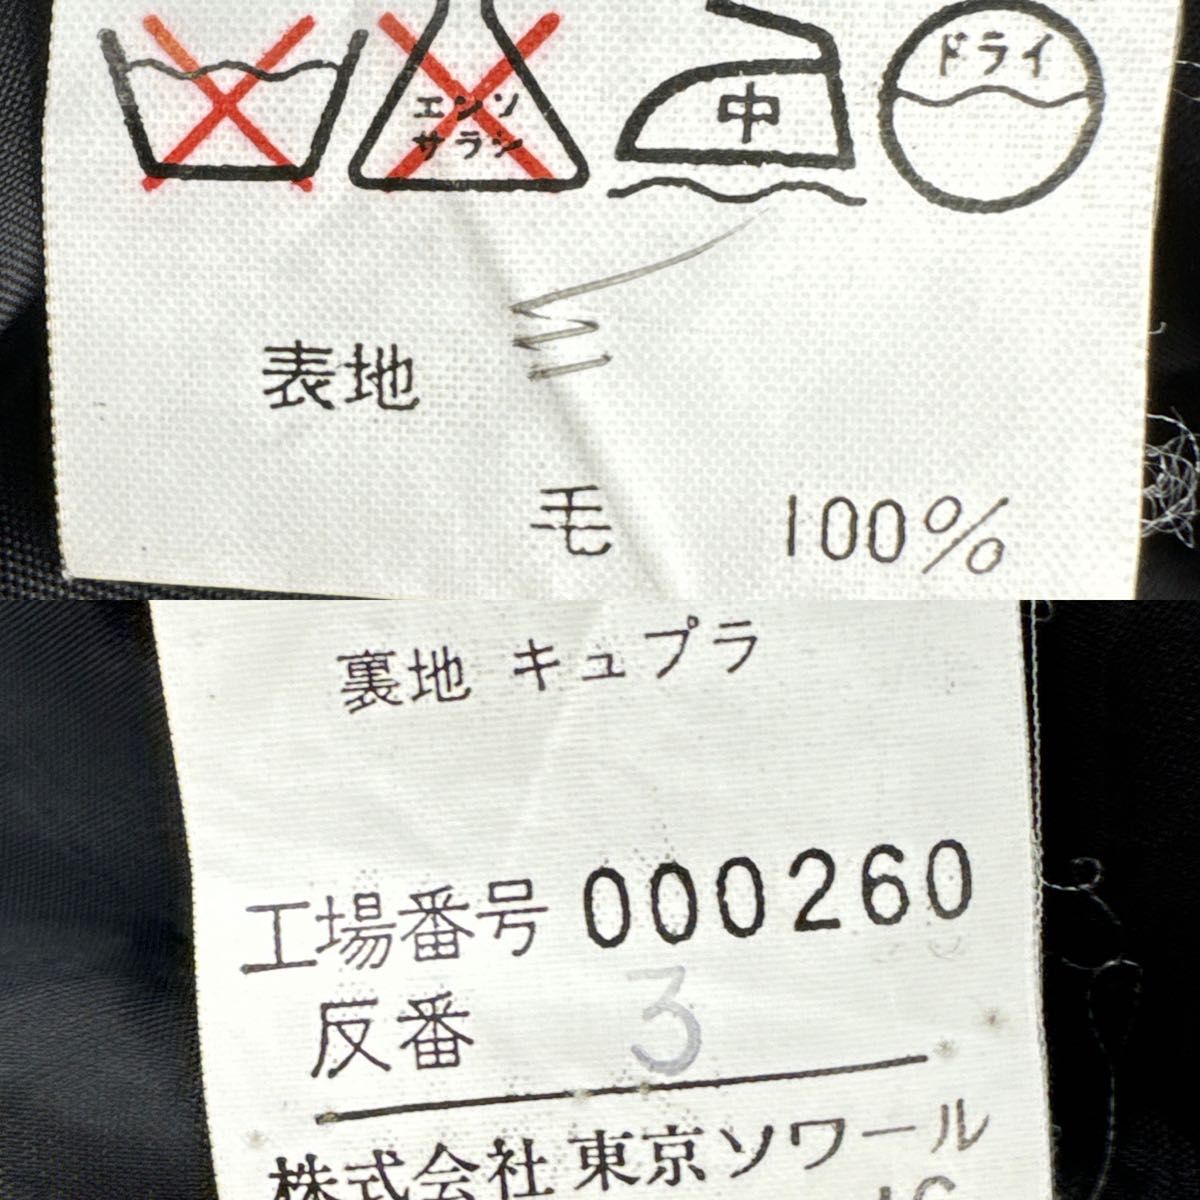 エンソ
サラシ
中
ドライ
表地
毛 100%
裏地 キュプラ
工場番号 000260
反番 3
株式会社 東京ソワール